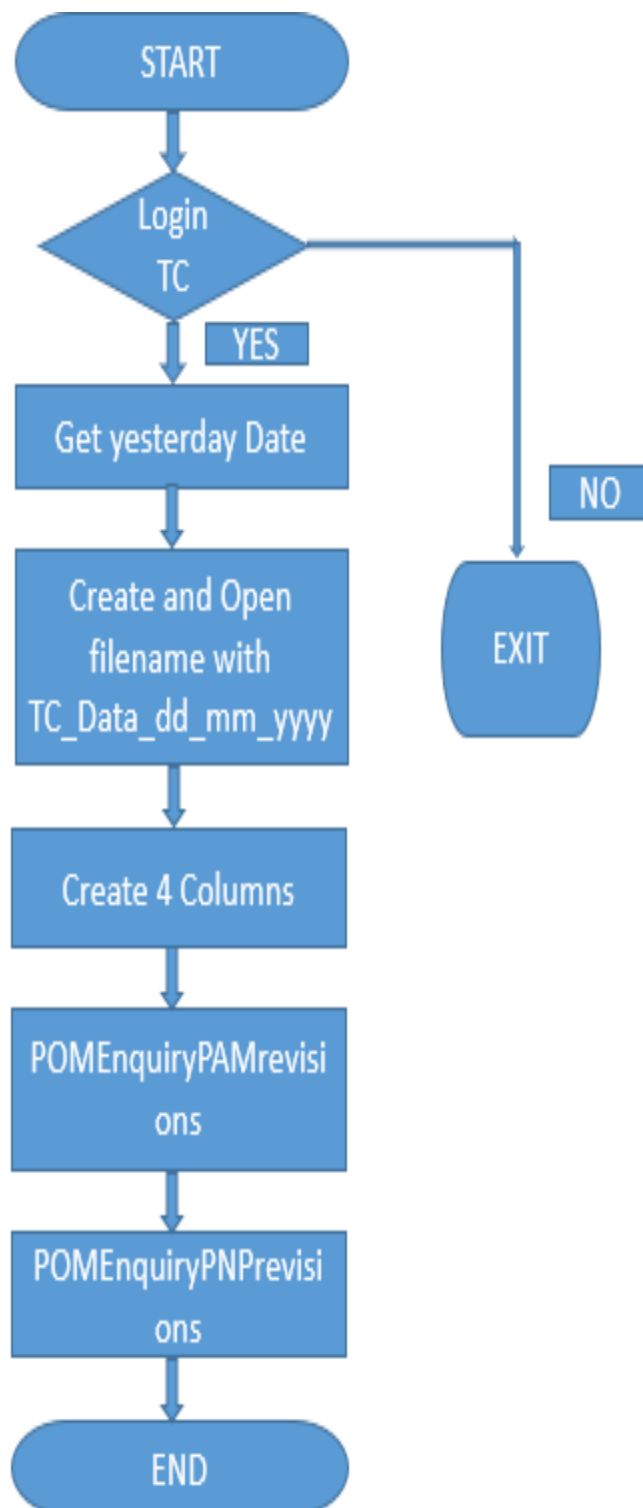 START
Login
TC
YES
Get yesterday Date
NO
Create and Open
filename with
TC_Data_dd_mm_yyyy
EXIT
Create 4 Columns
POMEnquiryPAMrevisi
ons
POMEnquiryPNPrevisi
ons
END